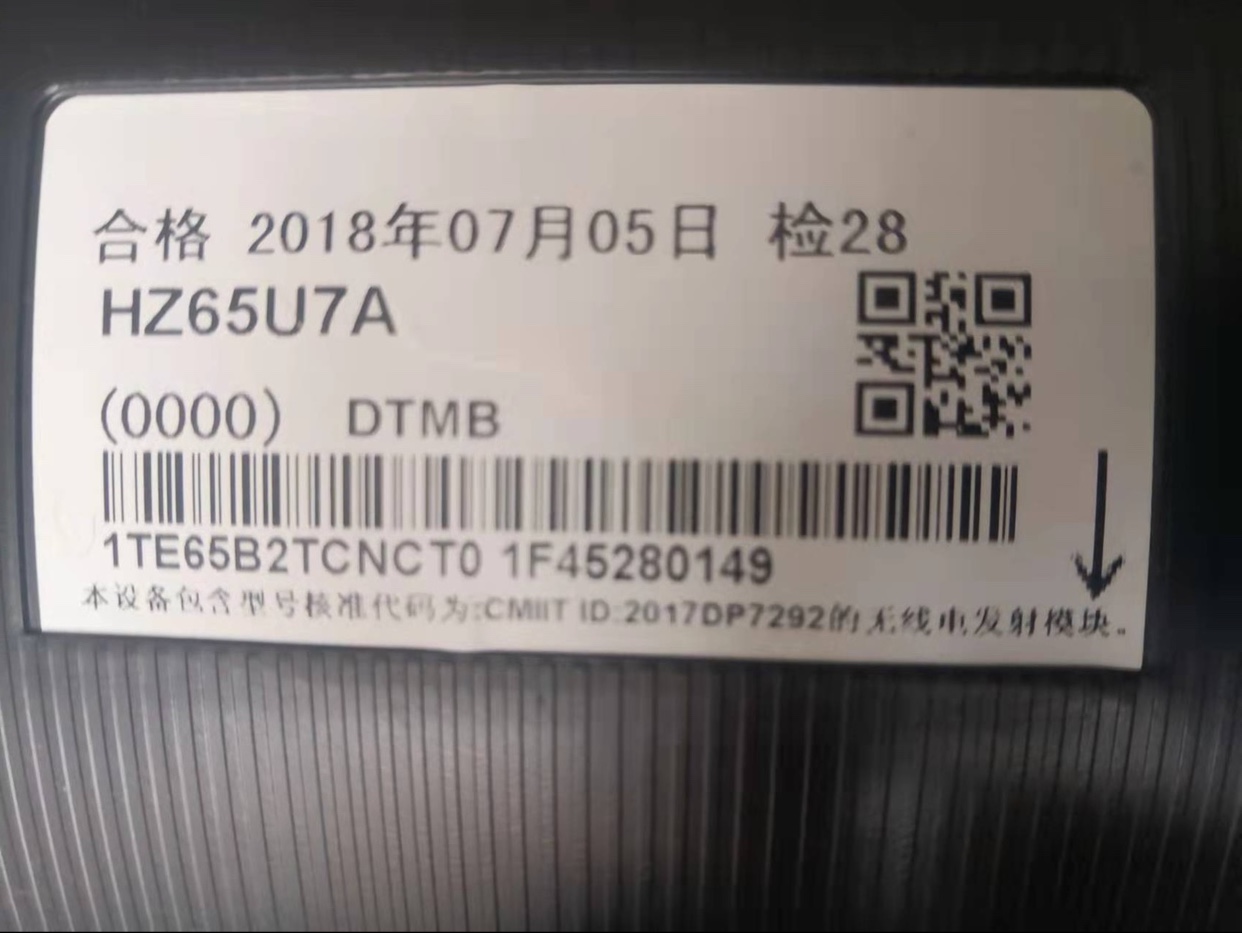 合格 2018年07月05日 检28
HZ65U7A
(0000) DTMB
1TE65B2TCNCT0 1F45280149
本设备包含型号核准代码为:CMIIT ID:2017DP7292的无线电发射模块。